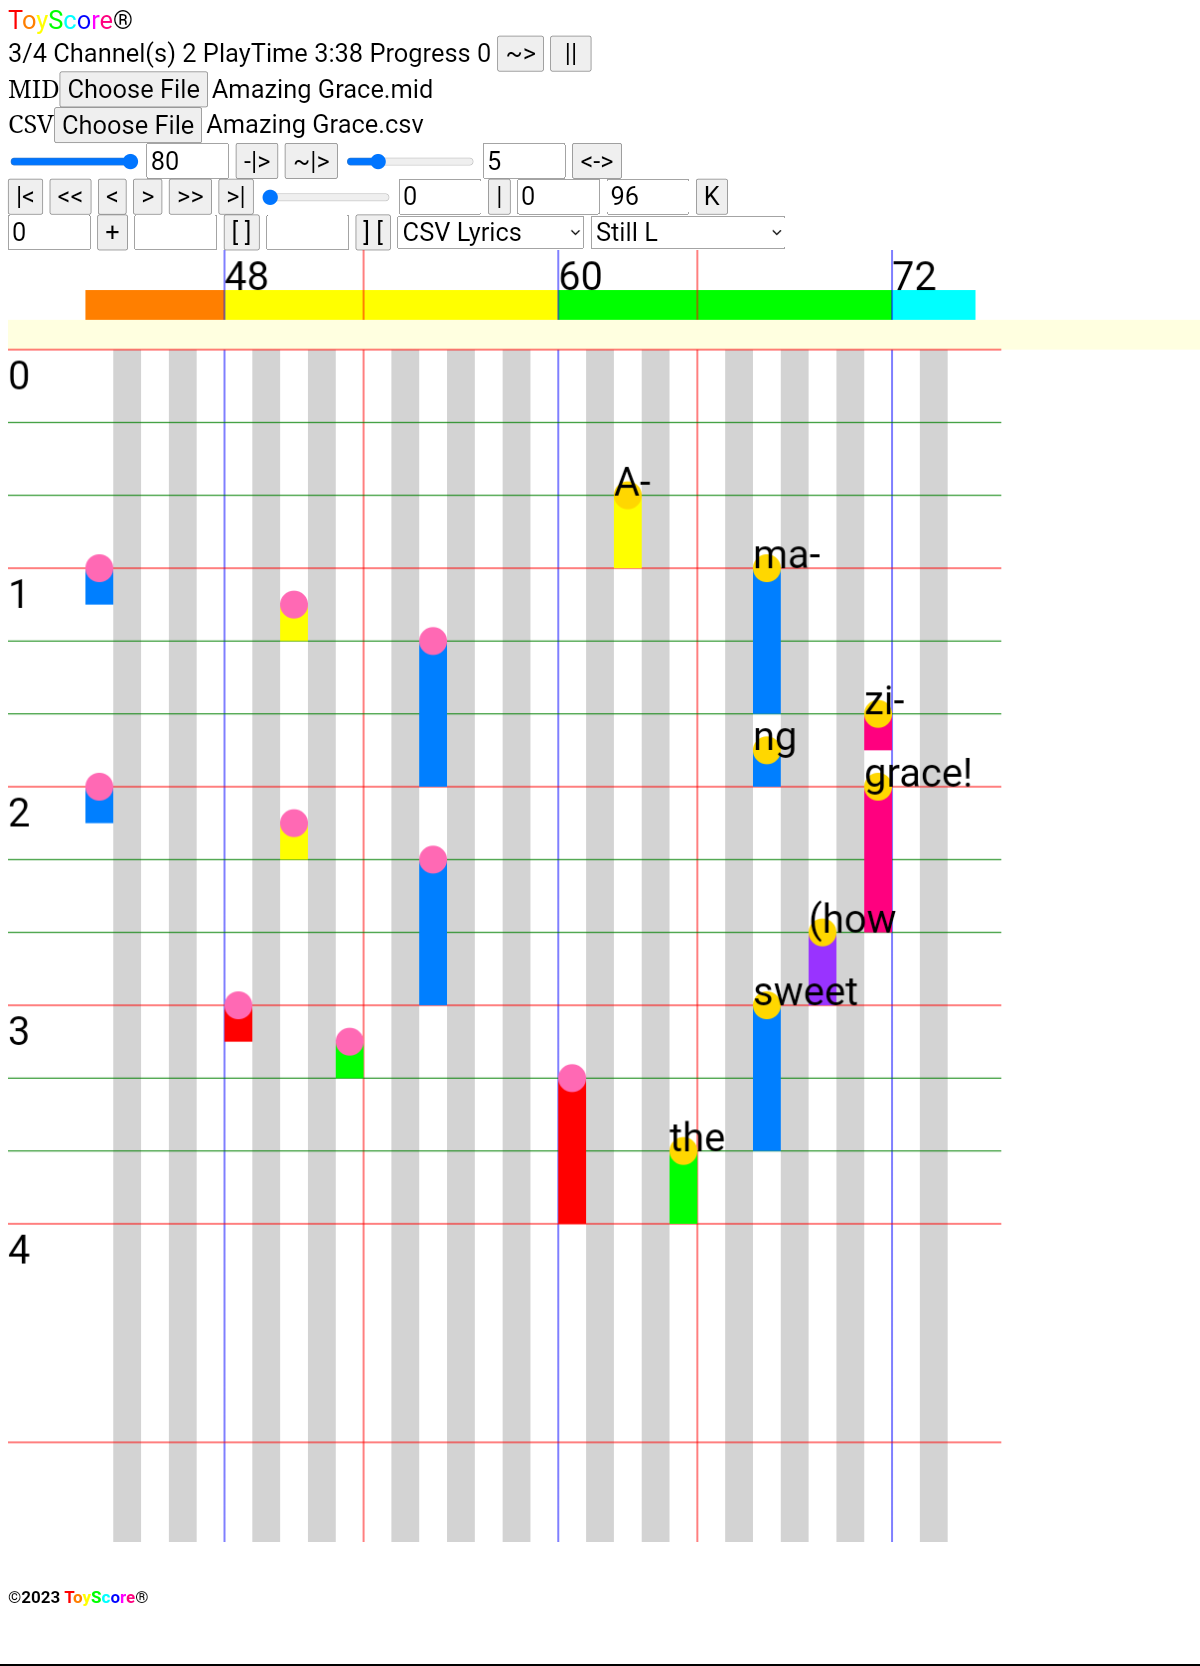 ToyScore®
3/4 Channel(s) 2 PlayTime 3:38 Progress 0 ~> ||
MID Choose File Amazing Grace.mid
CSV Choose File Amazing Grace.csv
80 -|> ~|> 5 <->
|< << < > >> >| 0 | 0 96 K
0 + [ ] ] [ CSV Lyrics Still L
48 60 72
0
A-
ma-
1
zi-
ng
grace!
2
(how
sweet
3
the
4
©2023 ToyScore®